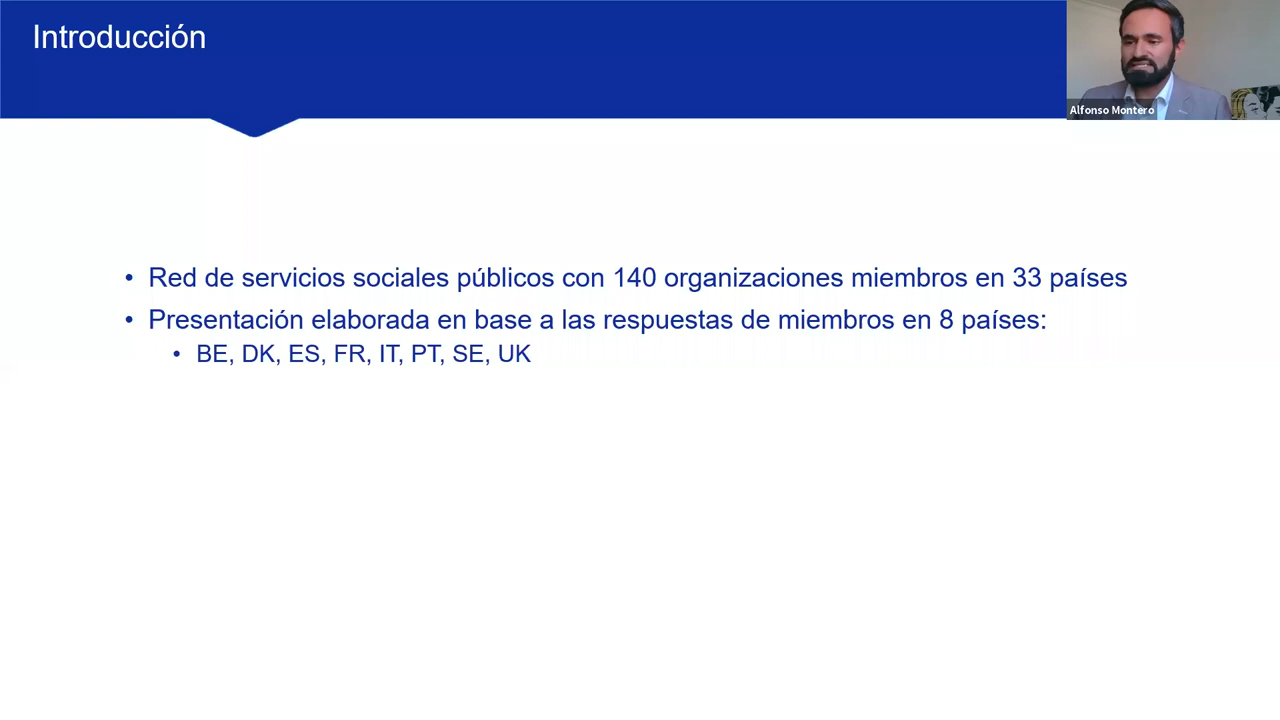 Introducción
Alfonso Montero
• Red de servicios sociales públicos con 140 organizaciones miembros en 33 países
• Presentación elaborada en base a las respuestas de miembros en 8 países:
• BE, DK, ES, FR, IT, PT, SE, UK